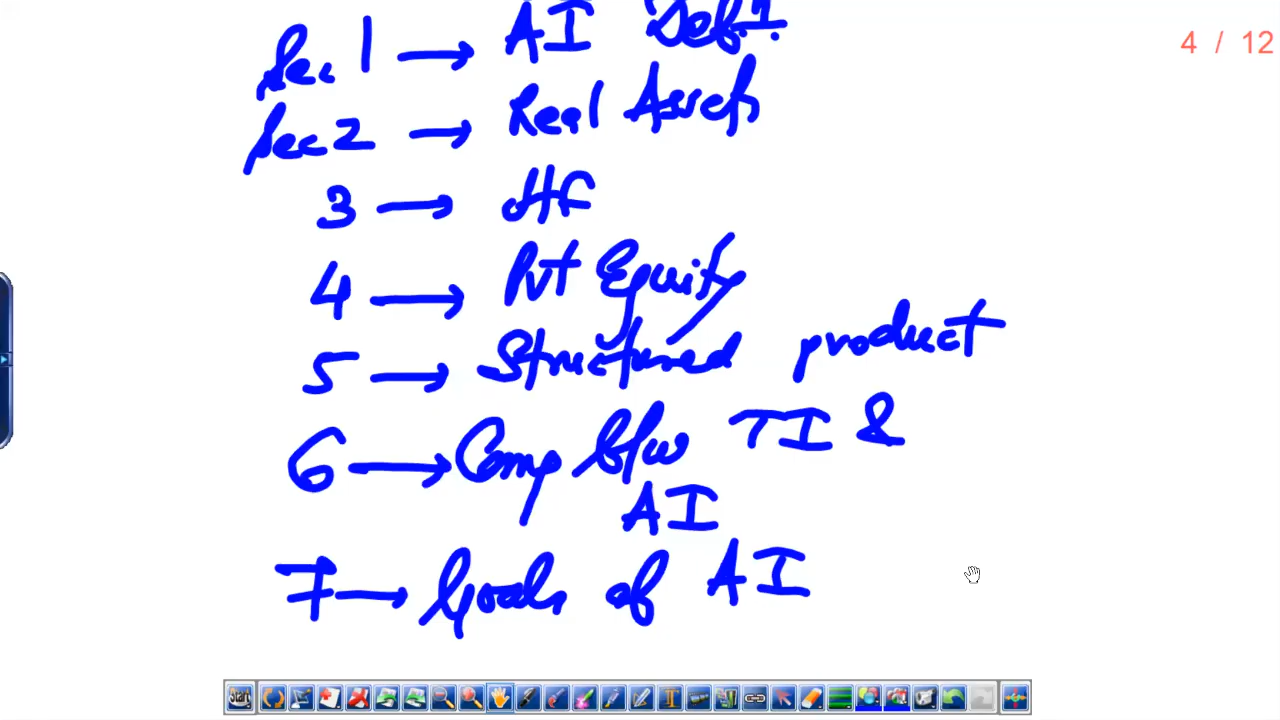 4 / 12
Sec 1 → AI Defn.
Sec 2 → Real Assets
3 → HF
4 → Pvt Equity
5 → Structured product
6 → Comp b/w TI &
AI
7 → Goals of AI
Start